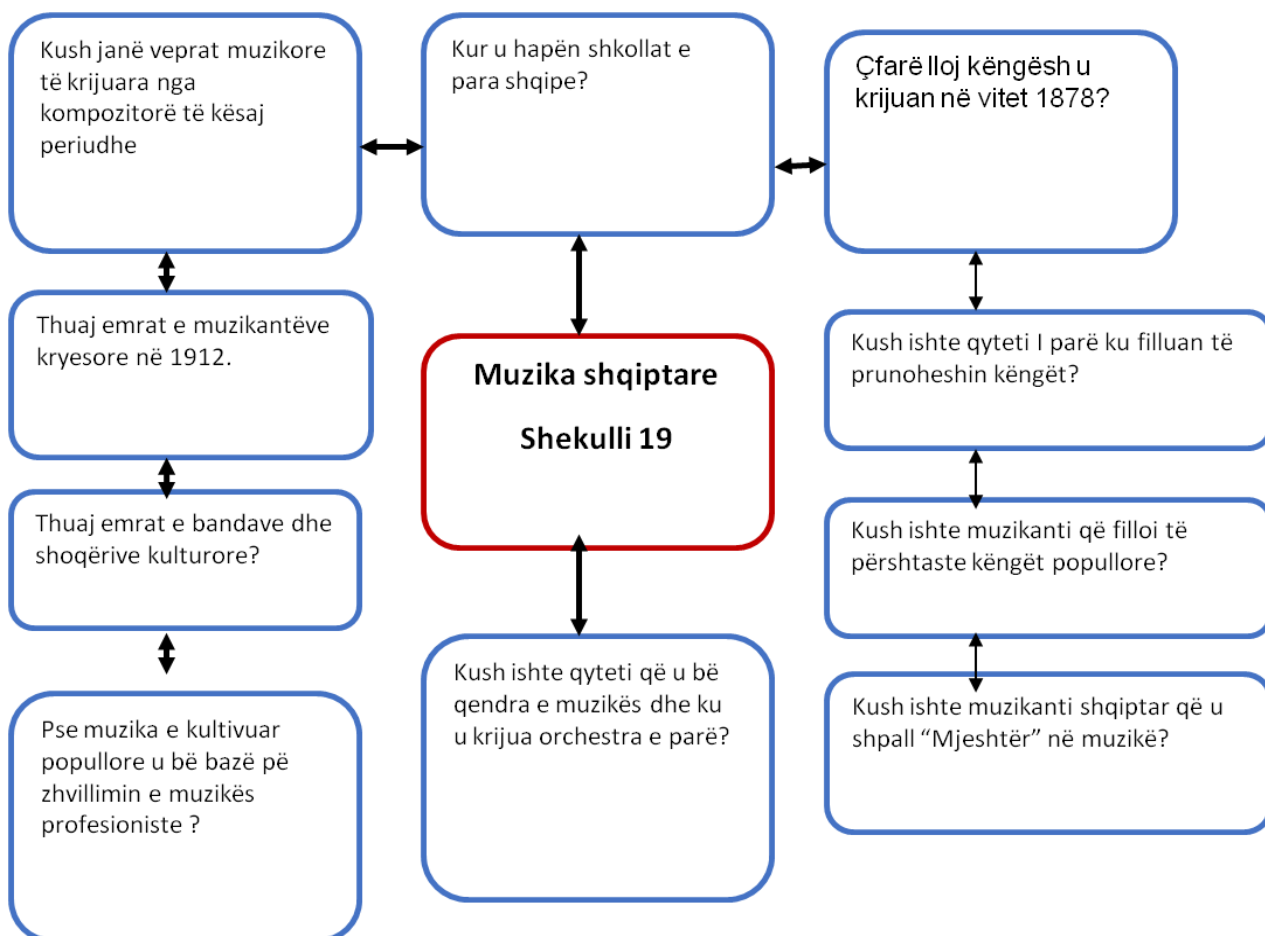 Kush janë veprat muzikore
të krijuara nga
kompozitorë të kësaj
periudhe
Kur u hapën shkollat e
para shqipe?
Çfarë lloj këngësh u
krijuan në vitet 1878?
Thuaj emrat e muzikantëve
kryesore në 1912.
Muzika shqiptare
Shekulli 19
Kush ishte qyteti I parë ku filluan të
prunoheshin këngët?
Thuaj emrat e bandave dhe
shoqërive kulturore?
Kush ishte muzikanti që filloi të
përshtaste këngët popullore?
Pse muzika e kultivuar
popullore u bë bazë pë
zhvillimin e muzikës
profesioniste ?
Kush ishte qyteti që u bë
qendra e muzikës dhe ku
u krijua orchestra e parë?
Kush ishte muzikanti shqiptar që u
shpall “Mjeshtër” në muzikë?